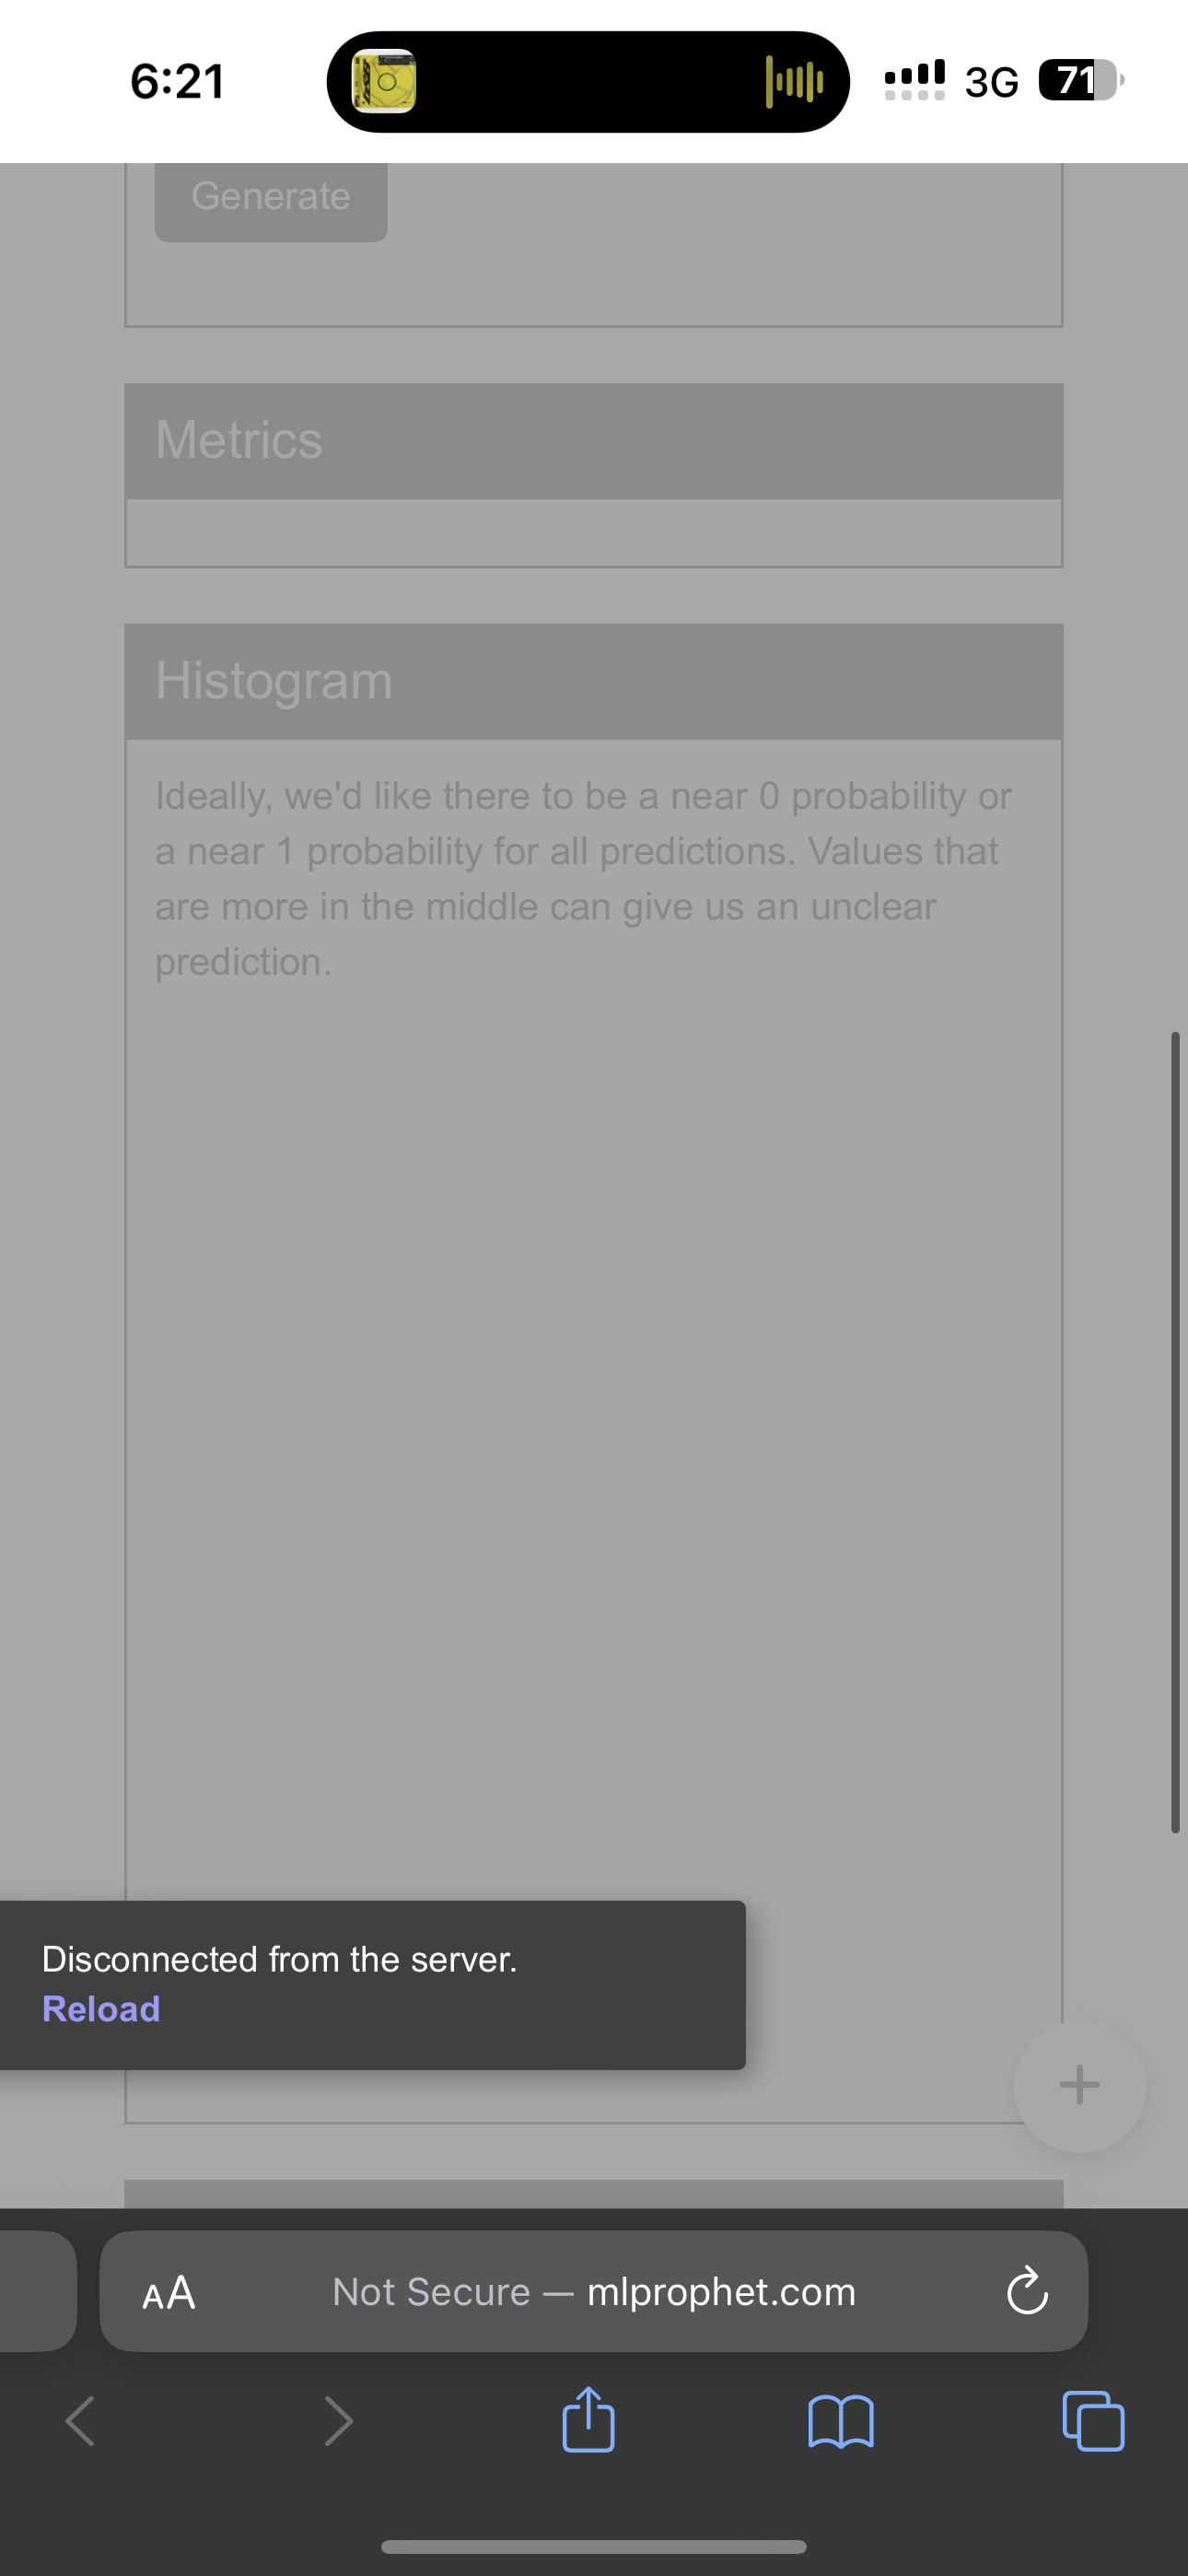 6:21
3G
71
Generate
Metrics
Histogram
Ideally, we'd like there to be a near 0 probability or
a near 1 probability for all predictions. Values that
are more in the middle can give us an unclear
prediction.
Disconnected from the server.
Reload
+
AA
Not Secure — mlprophet.com